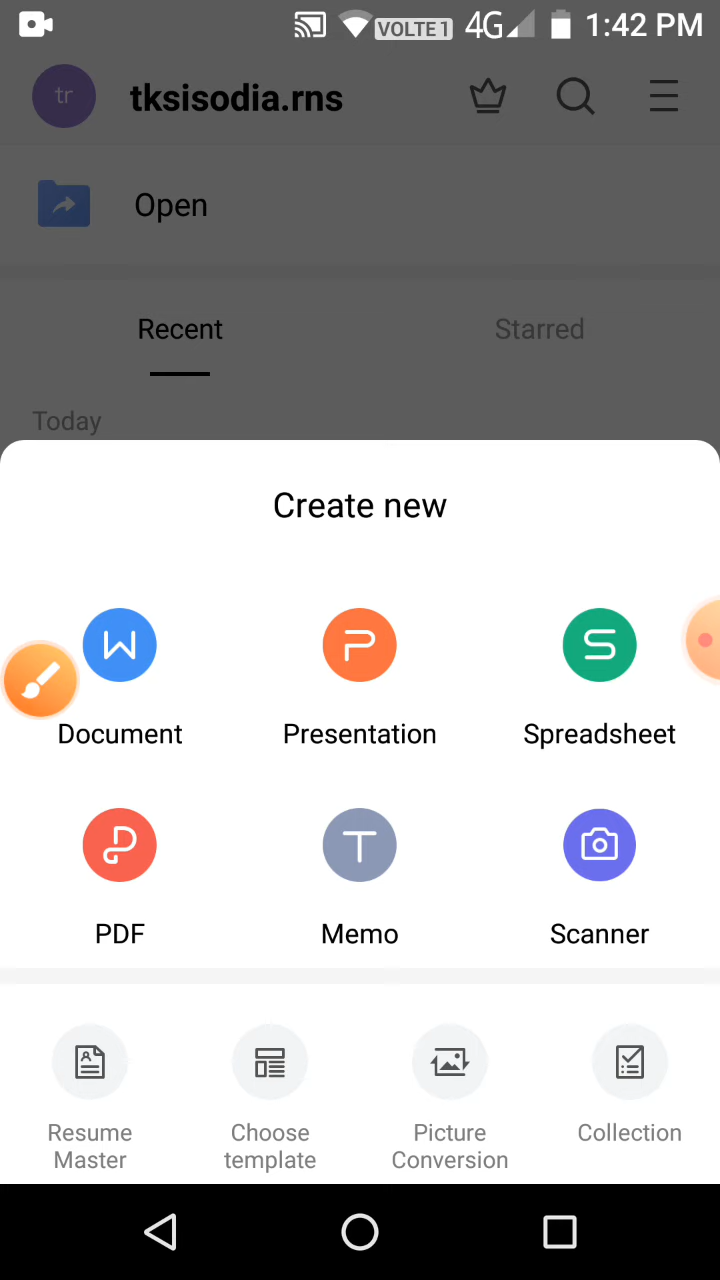 VOLTE 1 4G 1:42 PM
tr tksisodia.rns
Open
Recent Starred
Today
Create new
Document Presentation Spreadsheet
PDF Memo Scanner
Resume Master Choose template Picture Conversion Collection